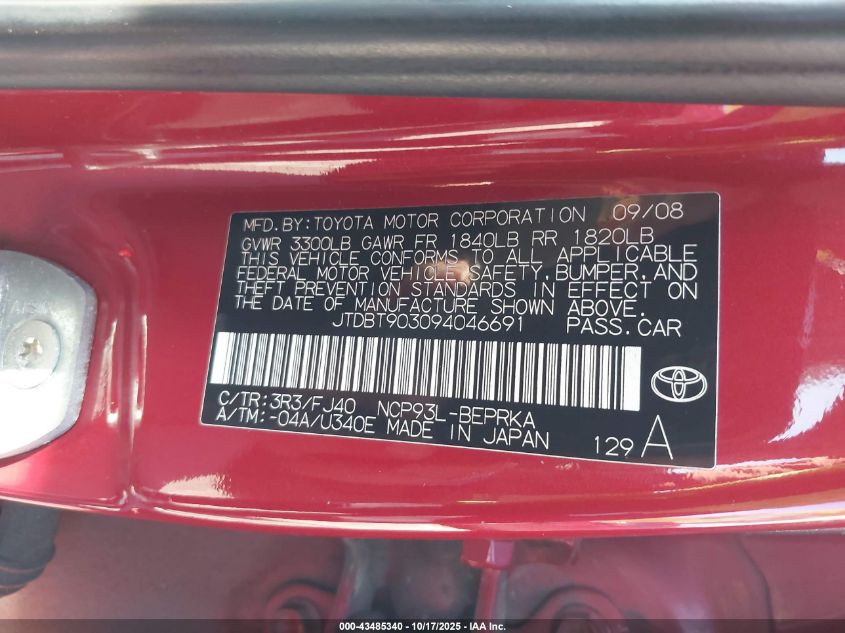 MFD.BY:TOYOTA MOTOR CORPORATION 09/08
GVWR 3300LB GAWR FR 1840LB RR 1820LB
THIS VEHICLE CONFORMS TO ALL APPLICABLE
FEDERAL MOTOR VEHICLE SAFETY, BUMPER, AND
THEFT PREVENTION STANDARDS IN EFFECT ON
THE DATE OF MANUFACTURE SHOWN ABOVE.
JTDBT903094046691 PASS.CAR
C/TR:3R3/FJ40 NCP93L-BEPRKA
A/TM:-04A/U340E MADE IN JAPAN
129 A
000-43485340 | 10/17/2025 - IAA Inc.